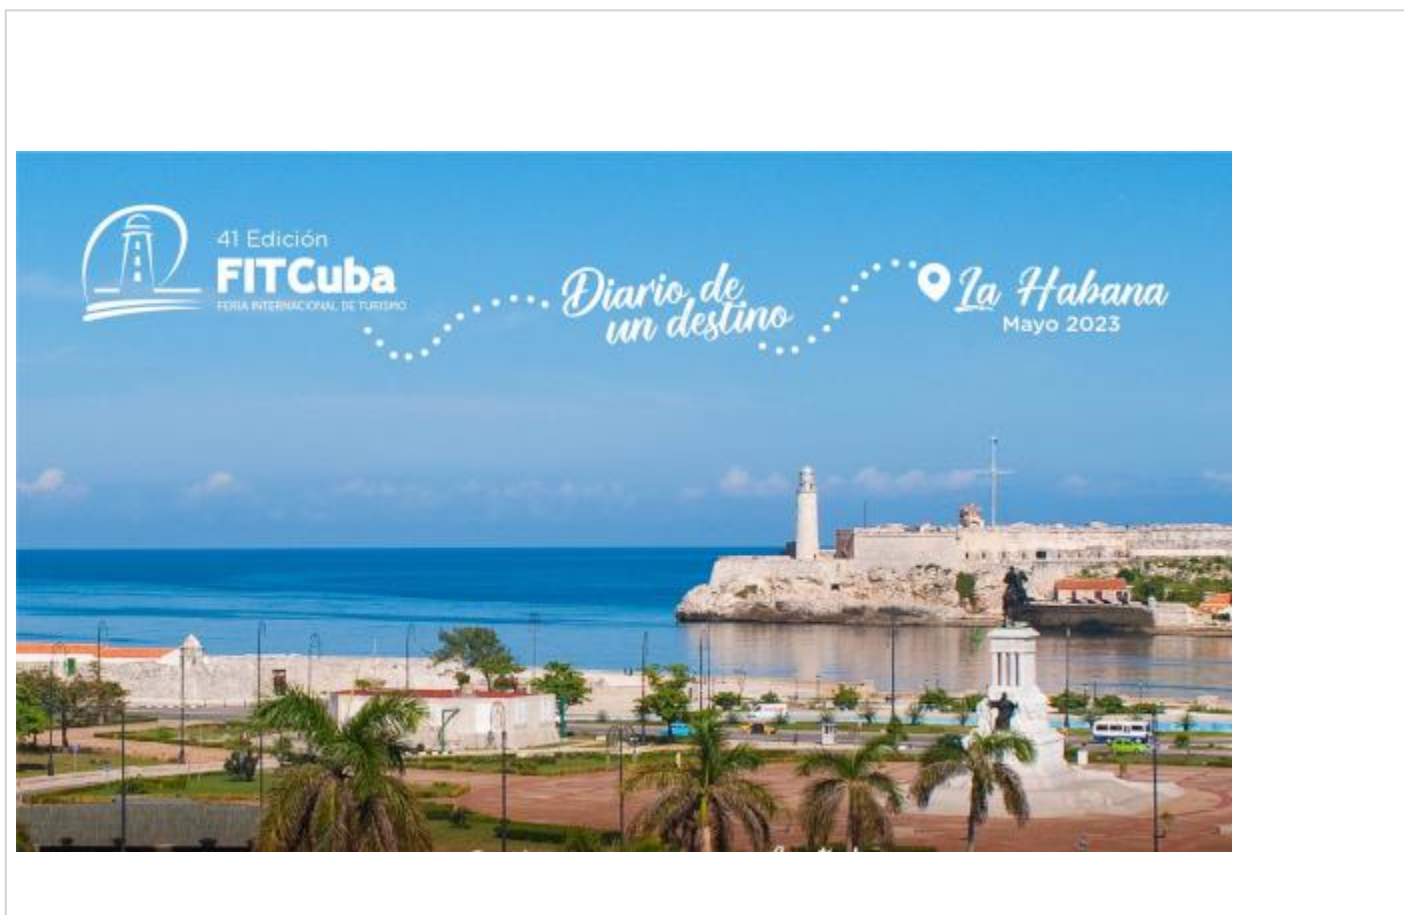 41 Edición
FITCuba
FERIA INTERNACIONAL DE TURISMO
Diario de
un destino
La Habana
Mayo 2023